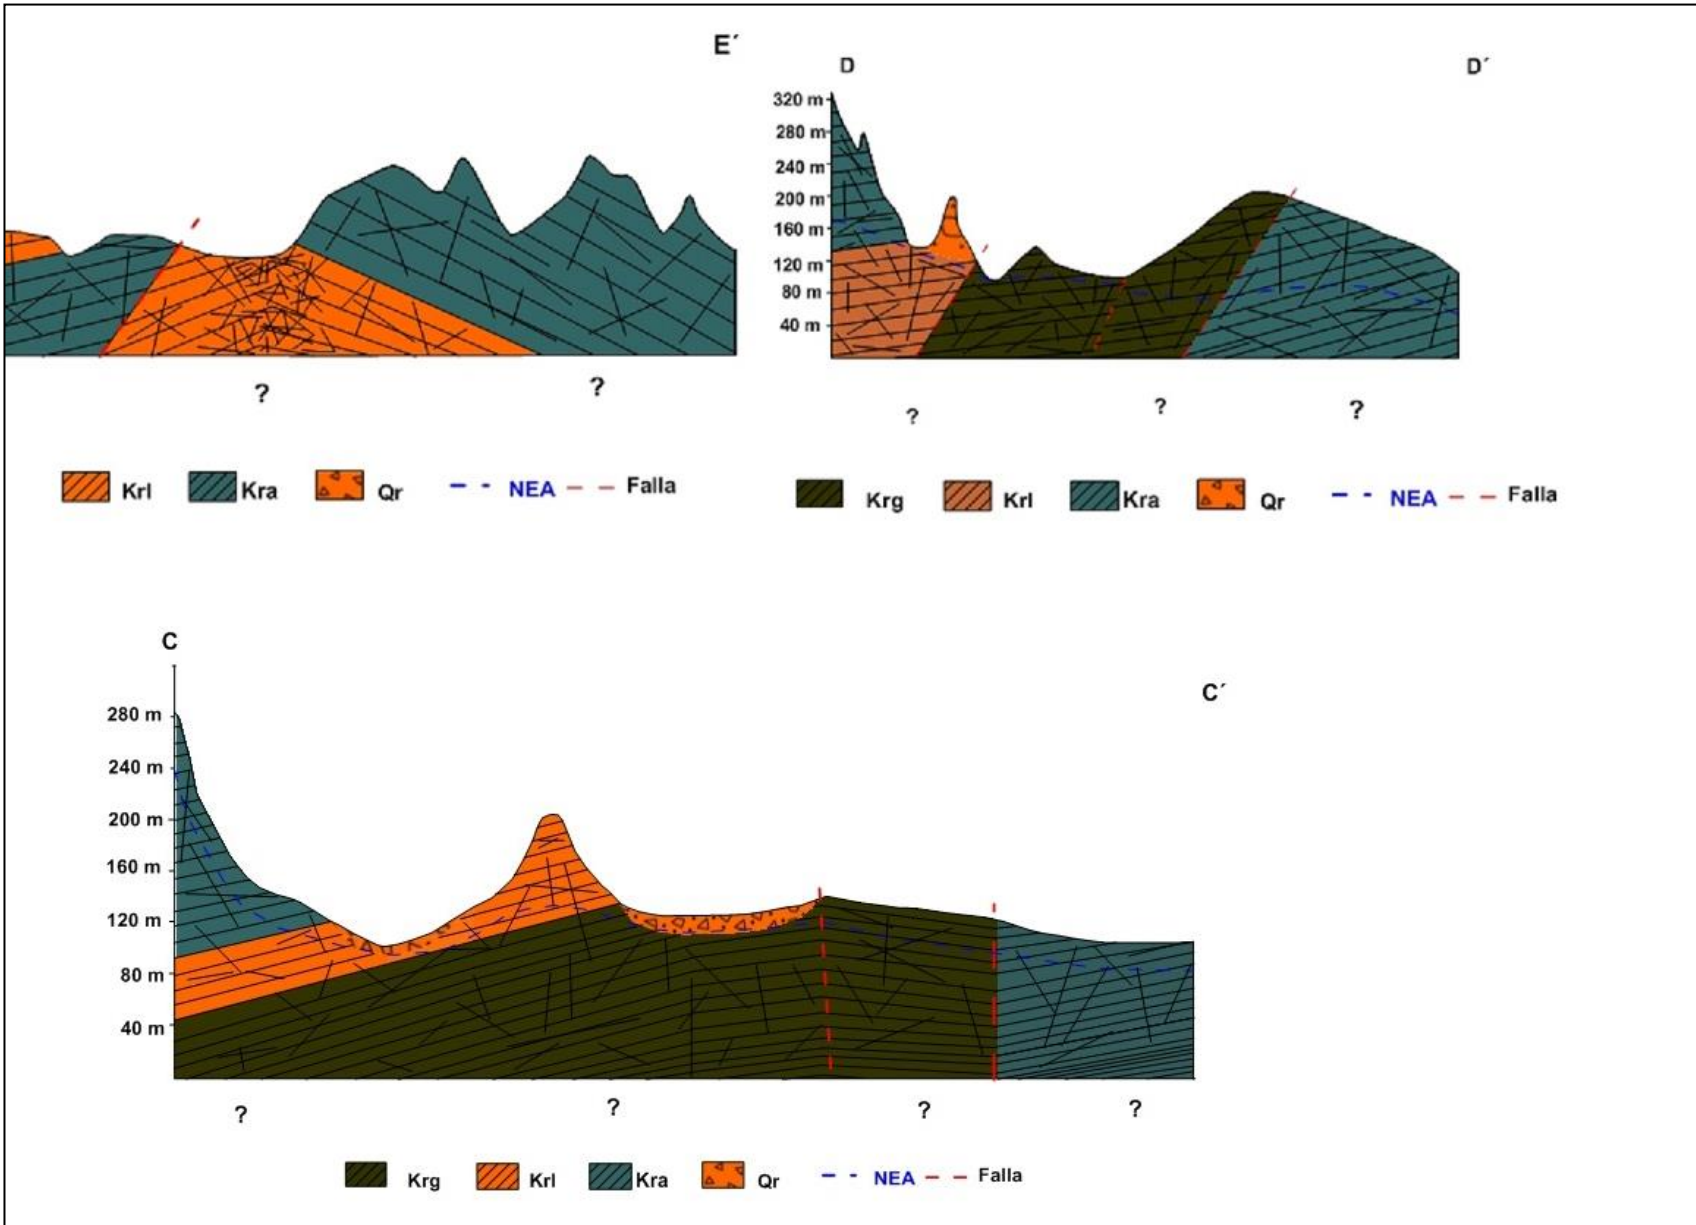 E´
? ?
Krl Kra Qr NEA Falla
D D´
320 m
280 m
240 m
200 m
160 m
120 m
80 m
40 m
? ? ?
Krg Krl Kra Qr NEA Falla
C
C´
280 m
240 m
200 m
160 m
120 m
80 m
40 m
? ? ? ?
Krg Krl Kra Qr NEA Falla